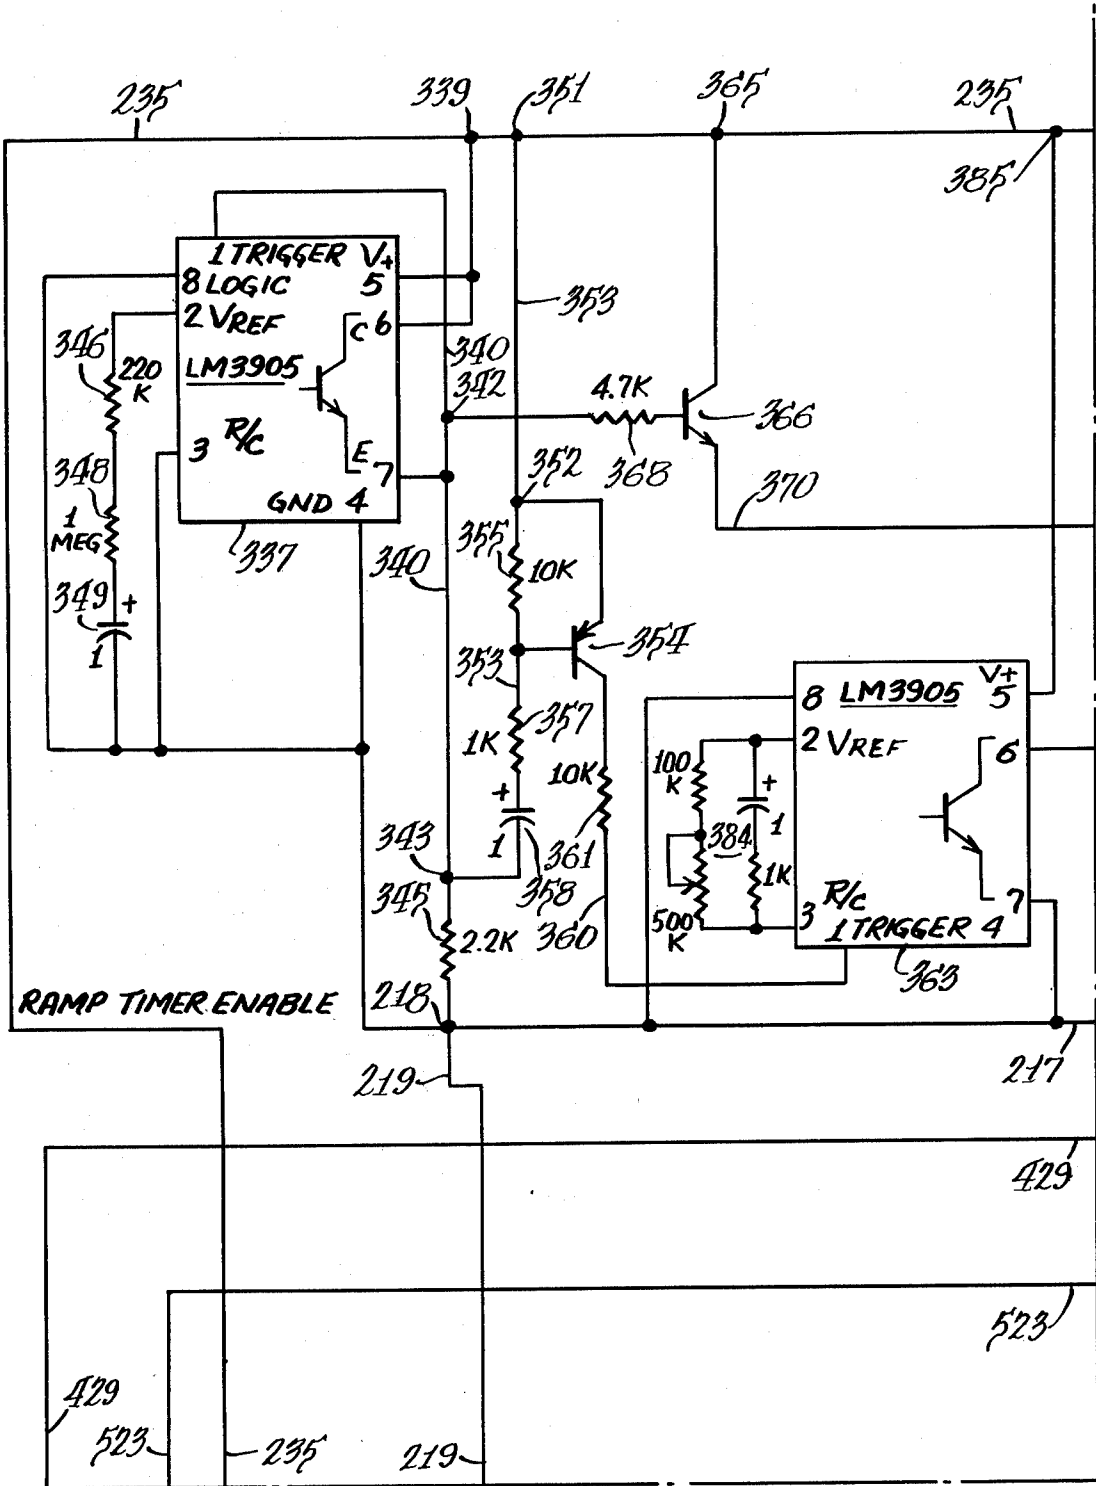 235
339
351
365
235
385
1 TRIGGER V+
8 LOGIC 5
2 VREF
C 6
353
346
220
K
LM3905
340
342
4.7K
366
3 R/C
E
7
368
348
352
370
GND 4
1
MEG
337
355
340
10K
349
+
1
354
353
357
1K
8 LM3905 V+
5
2 VREF
6
10K
100
K
+
+
1
384
1
343
361
358
1K
345
R/C
7
500
K
3
1 TRIGGER 4
2.2K
360
363
RAMP TIMER ENABLE
218
219
217
429
523
429
523
235
219